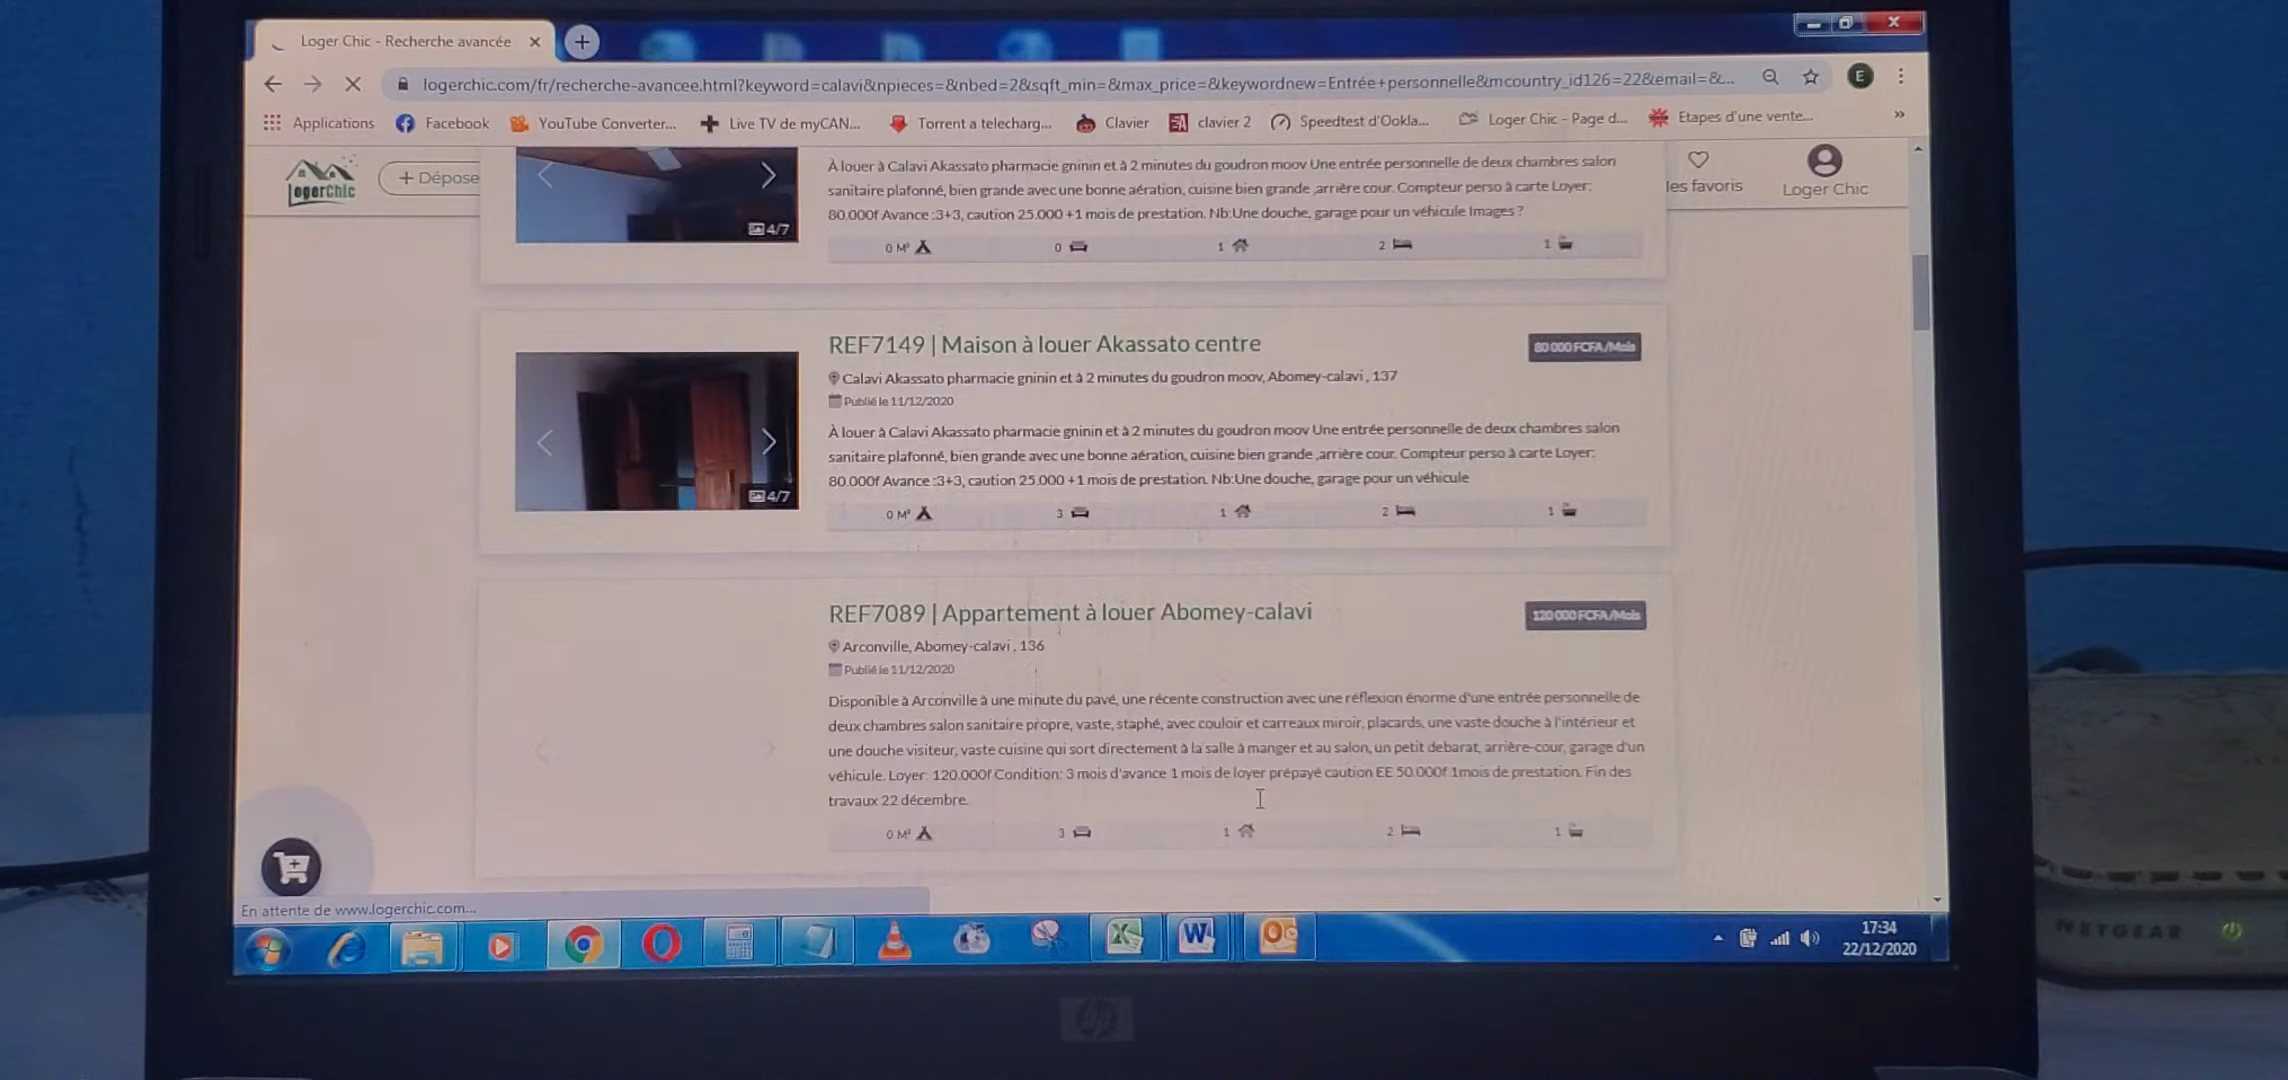 Loger Chic - Recherche avancée
logerchic.com/fr/recherche-avancee.html?keyword=calavi&npieces=&nbed=2&sqft_min=&max_price=&keywordnew=Entrée+personnelle&mcountry_id126=22&email=&...
E
Applications Facebook YouTube Converter... Live TV de myCAN... Torrent a telecharg... Clavier clavier 2 Speedtest d'Ookla... Loger Chic - Page d... Etapes d'une vente... »
logerChic
+ Dépose
les favoris
Loger Chic
À louer à Calavi Akassato pharmacie gninin et à 2 minutes du goudron moov Une entrée personnelle de deux chambres salon
sanitaire plafonné, bien grande avec une bonne aération, cuisine bien grande ,arrière cour. Compteur perso à carte Loyer:
80.000f Avance :3+3, caution 25.000 +1 mois de prestation. Nb:Une douche, garage pour un véhicule Images ?
4/7
0 M² 0 1 2 1
REF7149 | Maison à louer Akassato centre
80 000 FCFA/Mois
Calavi Akassato pharmacie gninin et à 2 minutes du goudron moov, Abomey-calavi , 137
Publié le 11/12/2020
À louer à Calavi Akassato pharmacie gninin et à 2 minutes du goudron moov Une entrée personnelle de deux chambres salon
sanitaire plafonné, bien grande avec une bonne aération, cuisine bien grande ,arrière cour. Compteur perso à carte Loyer:
80.000f Avance :3+3, caution 25.000 +1 mois de prestation. Nb:Une douche, garage pour un véhicule
4/7
0 M² 3 1 2 1
REF7089 | Appartement à louer Abomey-calavi
120 000 FCFA/Mois
Arconville, Abomey-calavi , 136
Publié le 11/12/2020
Disponible à Arconville à une minute du pavé, une récente construction avec une réflexion énorme d'une entrée personnelle de
deux chambres salon sanitaire propre, vaste, staphé, avec couloir et carreaux miroir, placards, une vaste douche à l'intérieur et
une douche visiteur, vaste cuisine qui sort directement à la salle à manger et au salon, un petit debarat, arrière-cour, garage d'un
véhicule. Loyer: 120.000f Condition: 3 mois d'avance 1 mois de loyer prépayé caution EE 50.000f 1mois de prestation. Fin des
travaux 22 décembre.
0 M² 3 1 2 1
En attente de www.logerchic.com...
17:34
22/12/2020
NETGEAR
hp